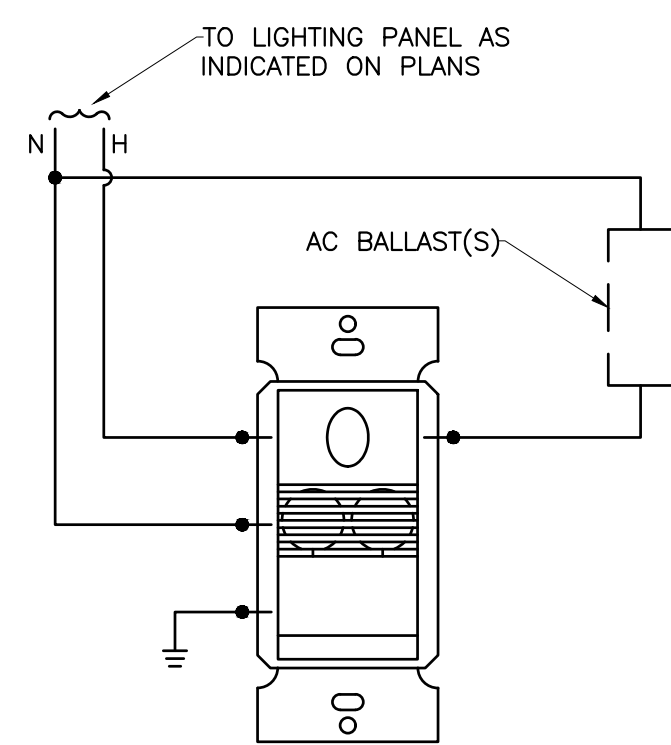 TO LIGHTING PANEL AS
INDICATED ON PLANS
N H
AC BALLAST(S)